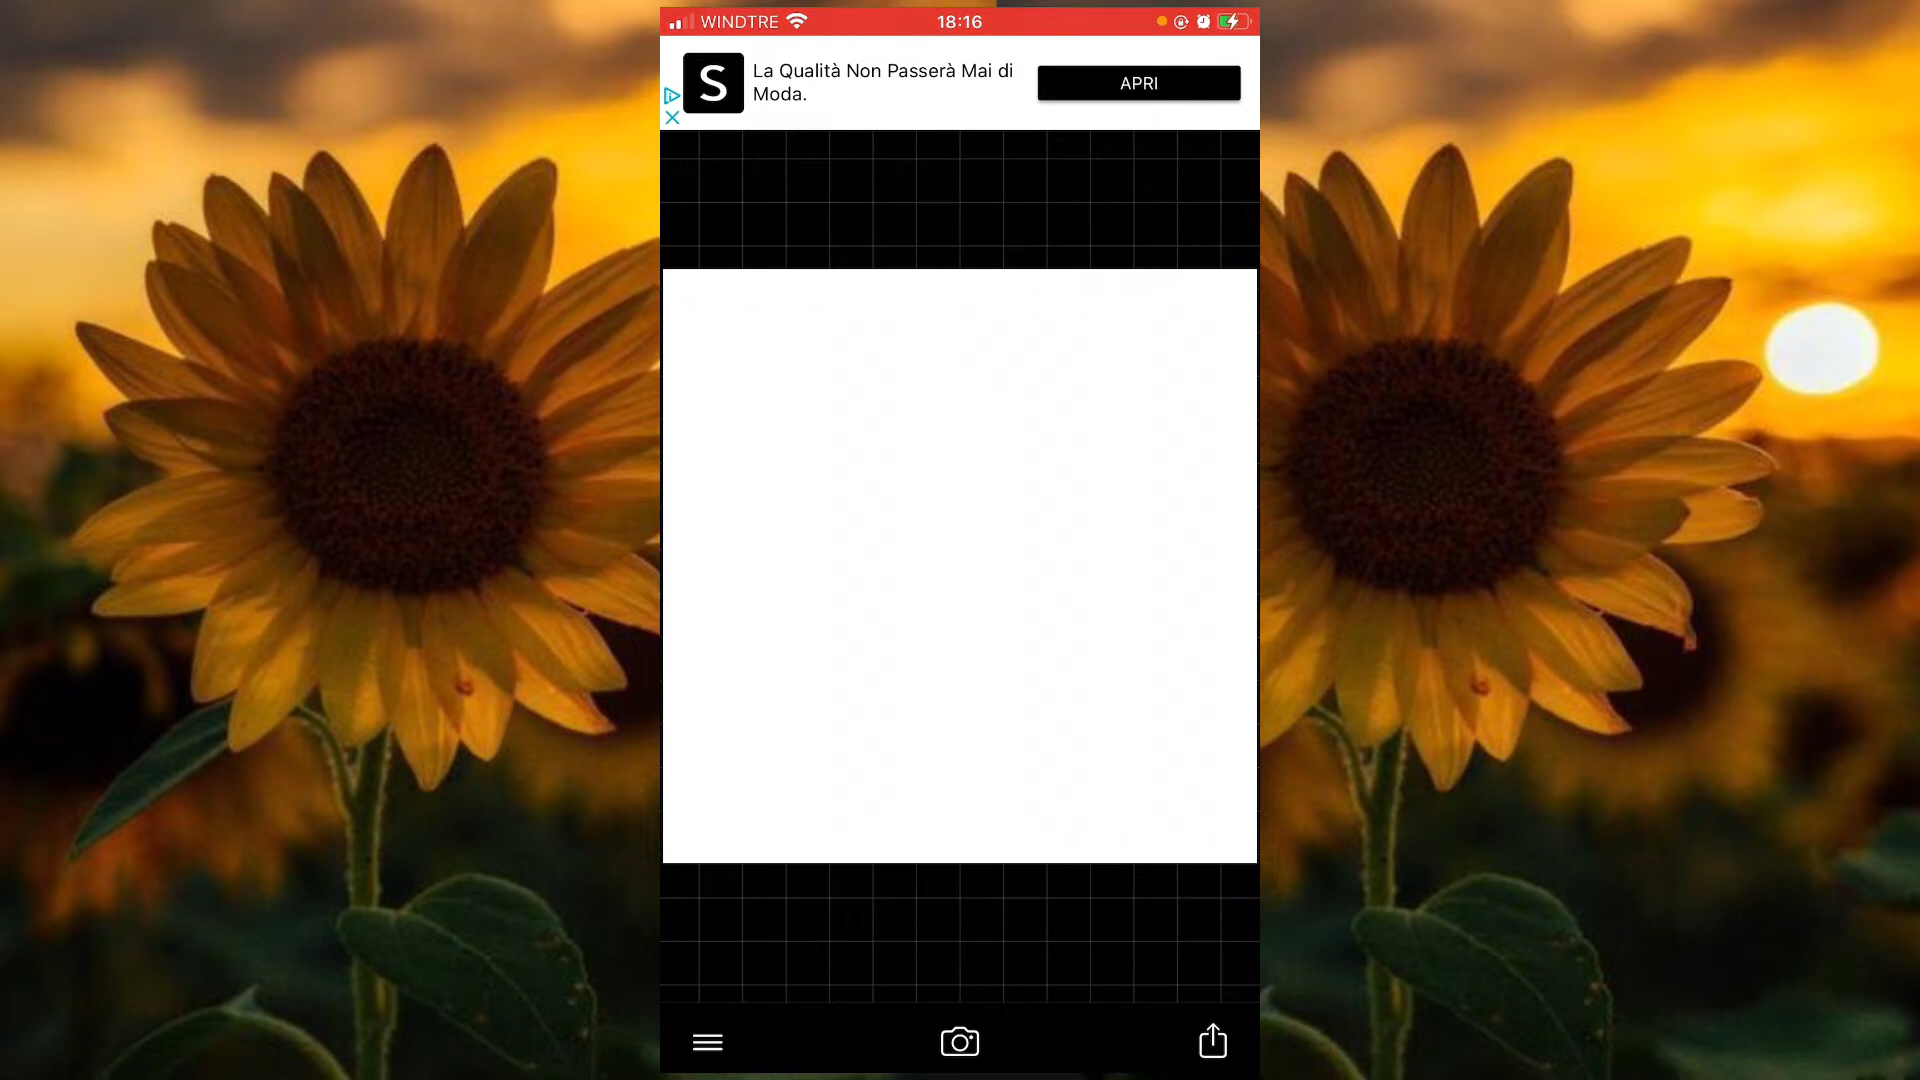 WINDTRE
18:16
S
La Qualità Non Passerà Mai di
Moda.
APRI